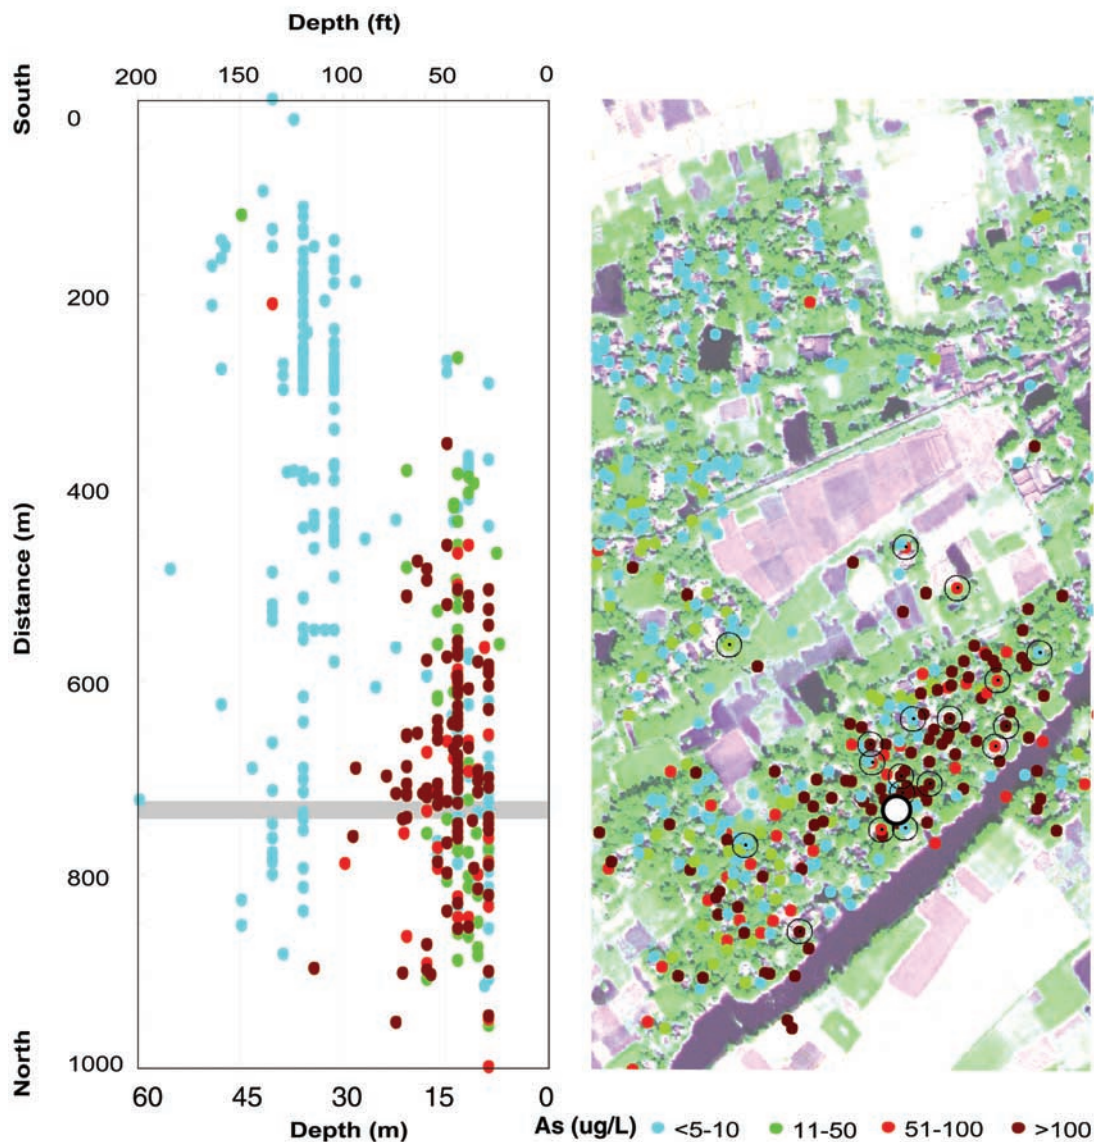 Depth (ft)
200 150 100 50 0
South
0
200
400
Distance (m)
600
800
North
1000
60 45 30 15 0
Depth (m)
As (ug/L) <5-10 11-50 51-100 >100